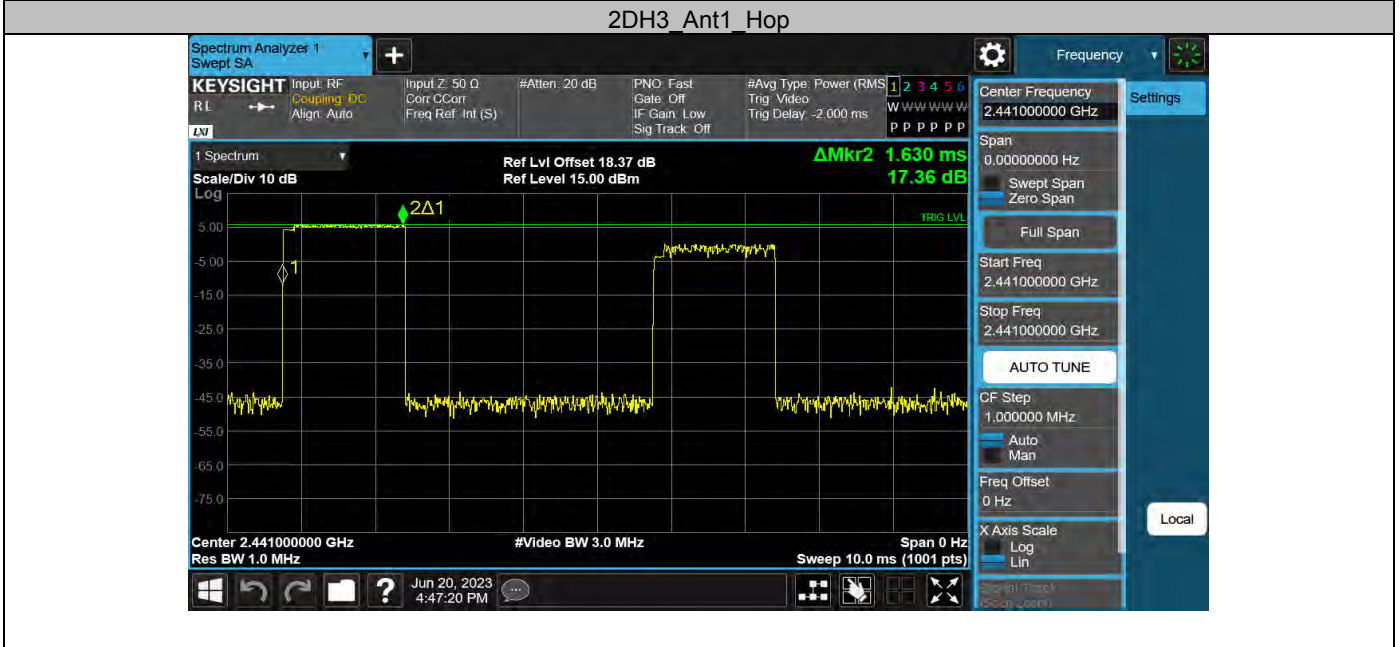 2DH3_Ant1_Hop
Spectrum Analyzer 1
Swept SA
Frequency
KEYSIGHT
RL
LXI
Input: RF
Coupling: DC
Align: Auto
Input Z: 50 Ω
Corr CCorr
Freq Ref: Int (S)
#Atten: 20 dB
PNO: Fast
Gate: Off
IF Gain: Low
Sig Track: Off
#Avg Type: Power (RMS
Trig: Video
Trig Delay: -2.000 ms
1 2 3 4 5 6
W W W W W W
P P P P P P
Center Frequency
2.441000000 GHz
Settings
1 Spectrum
Scale/Div 10 dB
Log
Ref Lvl Offset 18.37 dB
Ref Level 15.00 dBm
ΔMkr2 1.630 ms
17.36 dB
Span
0.00000000 Hz
Swept Span
Zero Span
Full Span
2Δ1
TRIG LVL
1
5.00
-5.00
-15.0
-25.0
-35.0
-45.0
-55.0
-65.0
-75.0
Start Freq
2.441000000 GHz
Stop Freq
2.441000000 GHz
AUTO TUNE
CF Step
1.000000 MHz
Auto
Man
Freq Offset
0 Hz
X Axis Scale
Log
Lin
Local
Center 2.441000000 GHz
#Video BW 3.0 MHz
Span 0 Hz
Res BW 1.0 MHz
Sweep 10.0 ms (1001 pts)
?
Jun 20, 2023
4:47:20 PM